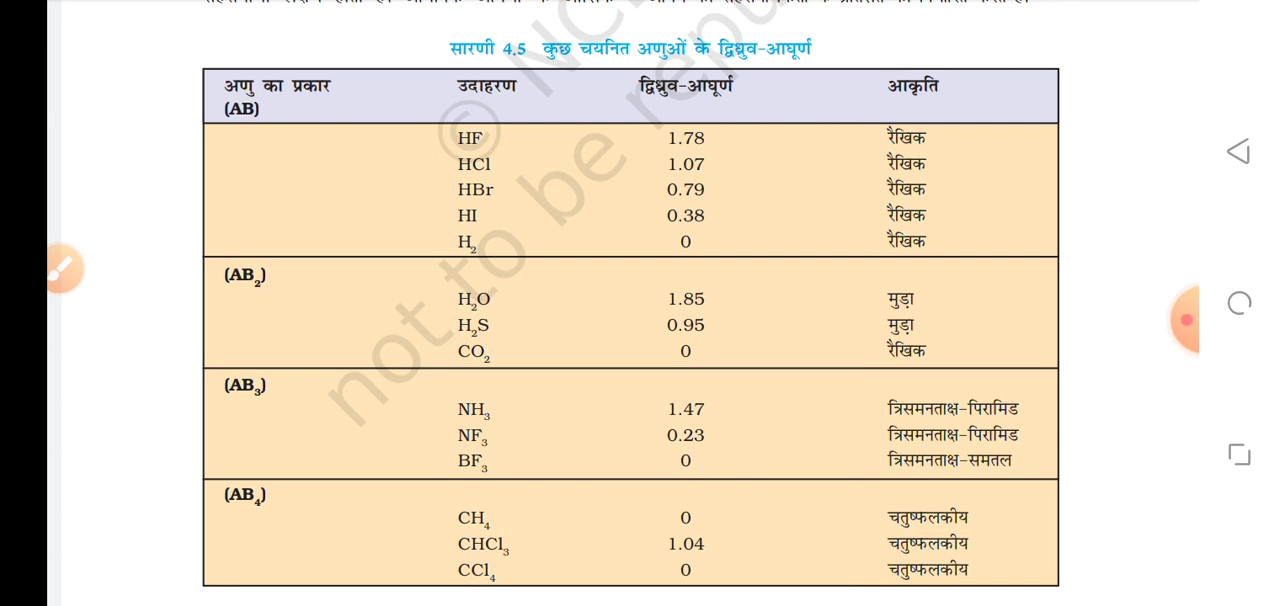 सारणी 4.5 कुछ चयनित अणुओं के द्विध्रुव-आघूर्ण
अणु का प्रकार उदाहरण द्विध्रुव-आघूर्ण आकृति
(AB)
HF 1.78 रैखिक
HCl 1.07 रैखिक
HBr 0.79 रैखिक
HI 0.38 रैखिक
H₂ 0 रैखिक
(AB₂)
H₂O 1.85 मुड़ा
H₂S 0.95 मुड़ा
CO₂ 0 रैखिक
(AB₃)
NH₃ 1.47 त्रिसमनताक्ष-पिरामिड
NF₃ 0.23 त्रिसमनताक्ष-पिरामिड
BF₃ 0 त्रिसमनताक्ष-समतल
(AB₄)
CH₄ 0 चतुष्फलकीय
CHCl₃ 1.04 चतुष्फलकीय
CCl₄ 0 चतुष्फलकीय
© NC
not to be repu